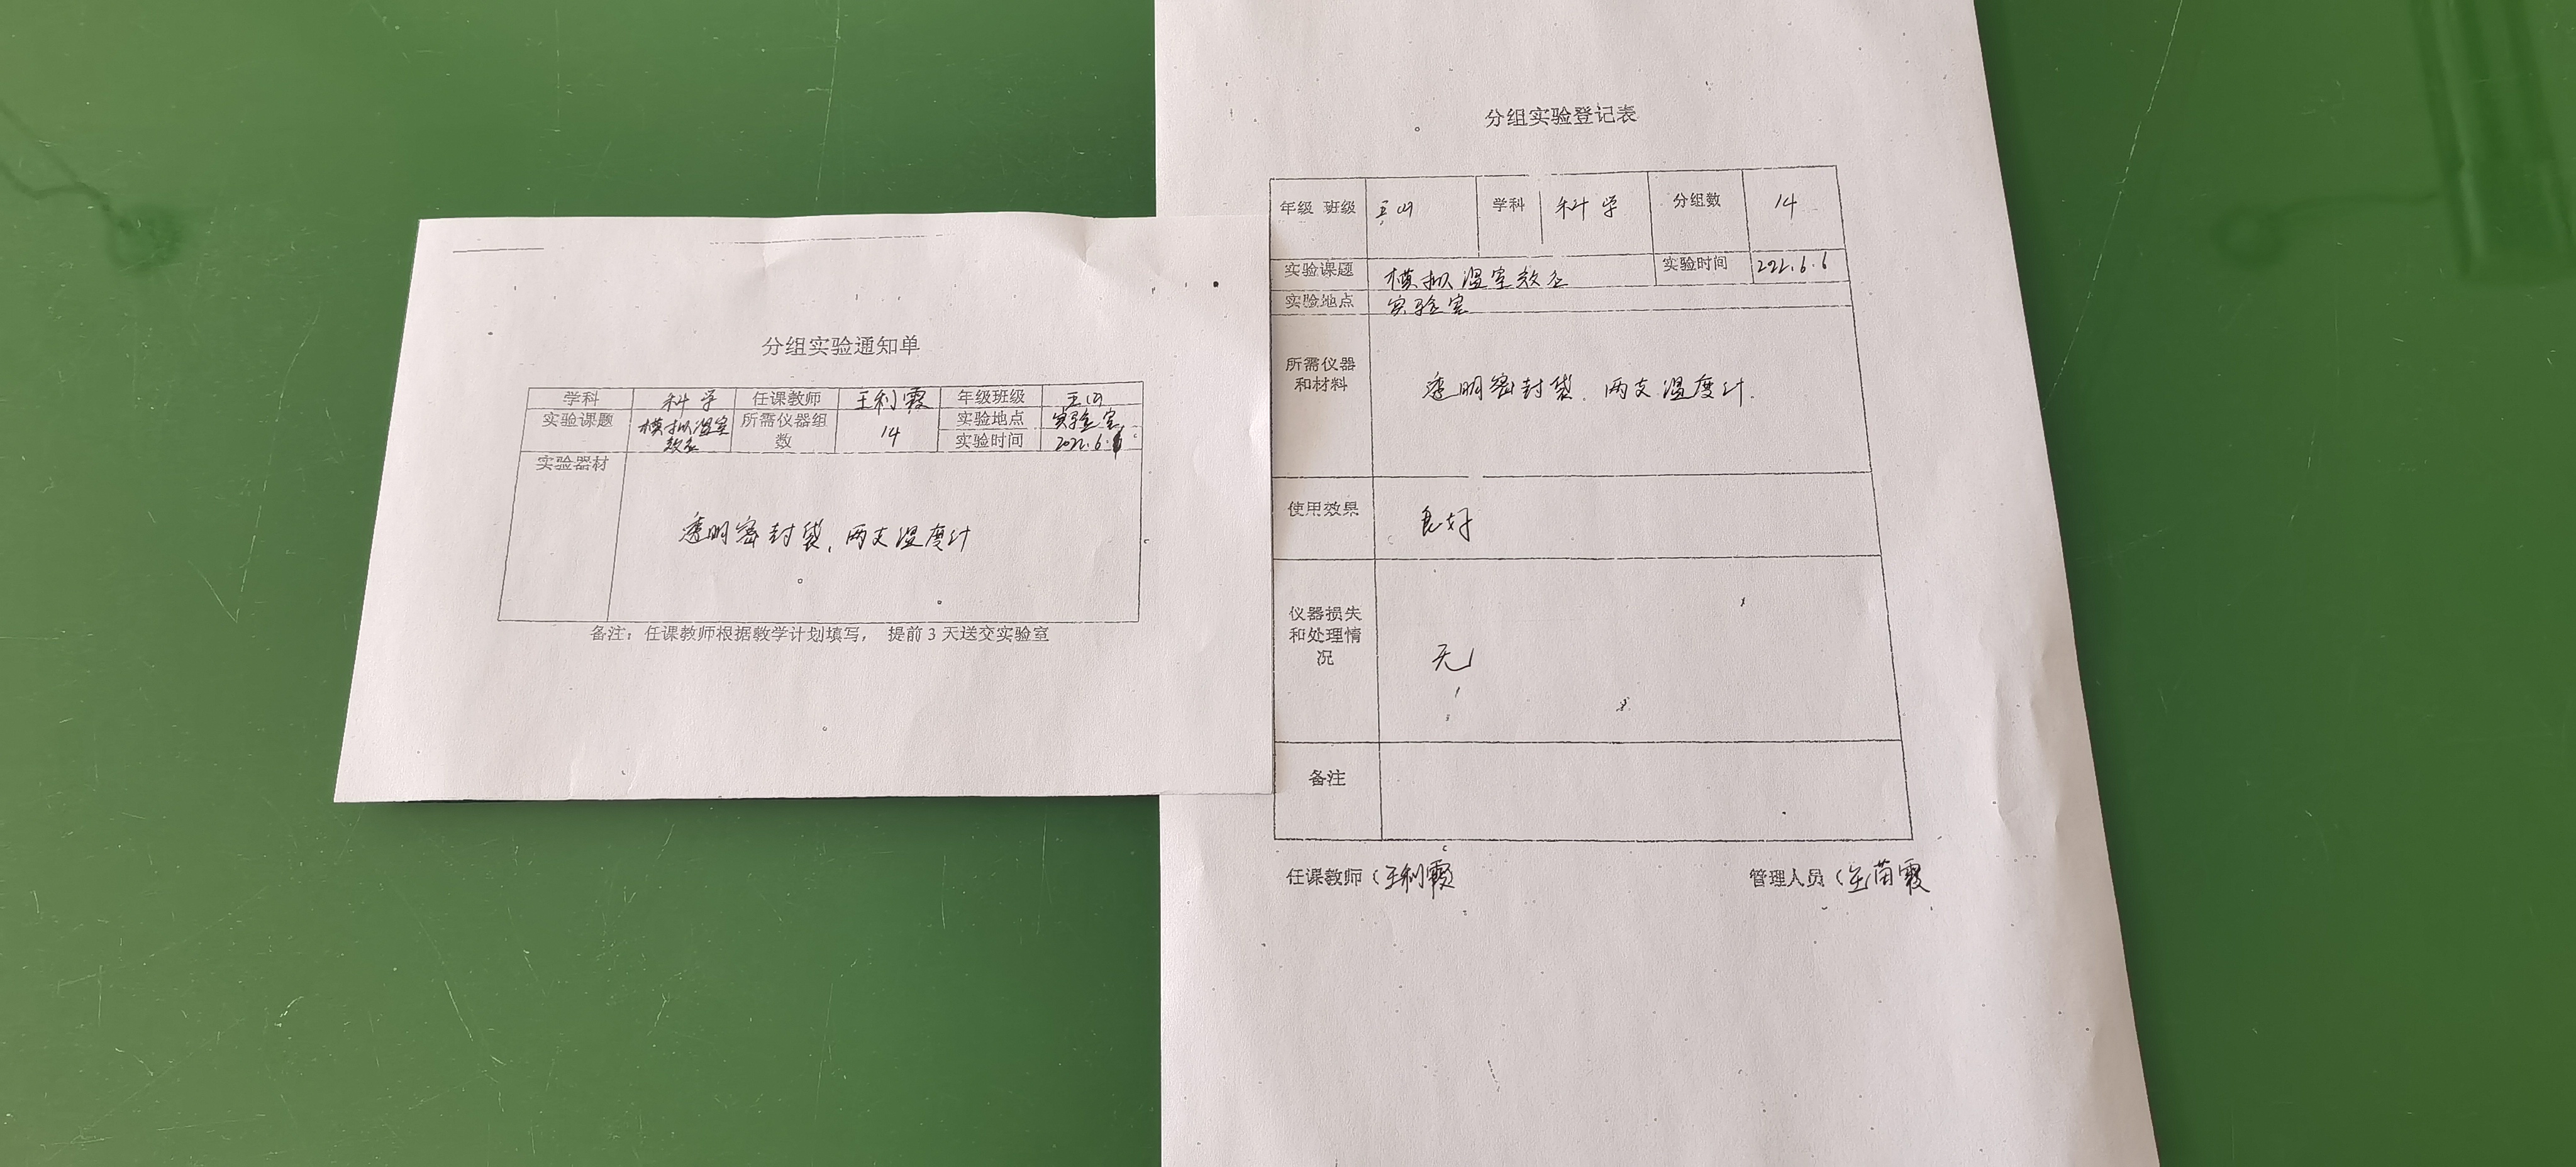 分组实验通知单
学科 科学 任课教师 王利霞 年级班级 五四
实验课题 模拟温室效应 所需仪器组数 14 实验地点 实验室
实验时间 2022.6.6
实验器材 透明密封袋、两支温度计
备注：任课教师根据教学计划填写， 提前3天送交实验室
分组实验登记表
年级 班级 五四 学科 科学 分组数 14
实验课题 模拟温室效应 实验时间 2022.6.6
实验地点 实验室
所需仪器和材料 透明密封袋、两支温度计.
使用效果 良好
仪器损失和处理情况 无
备注
任课教师（王利霞
管理人员（